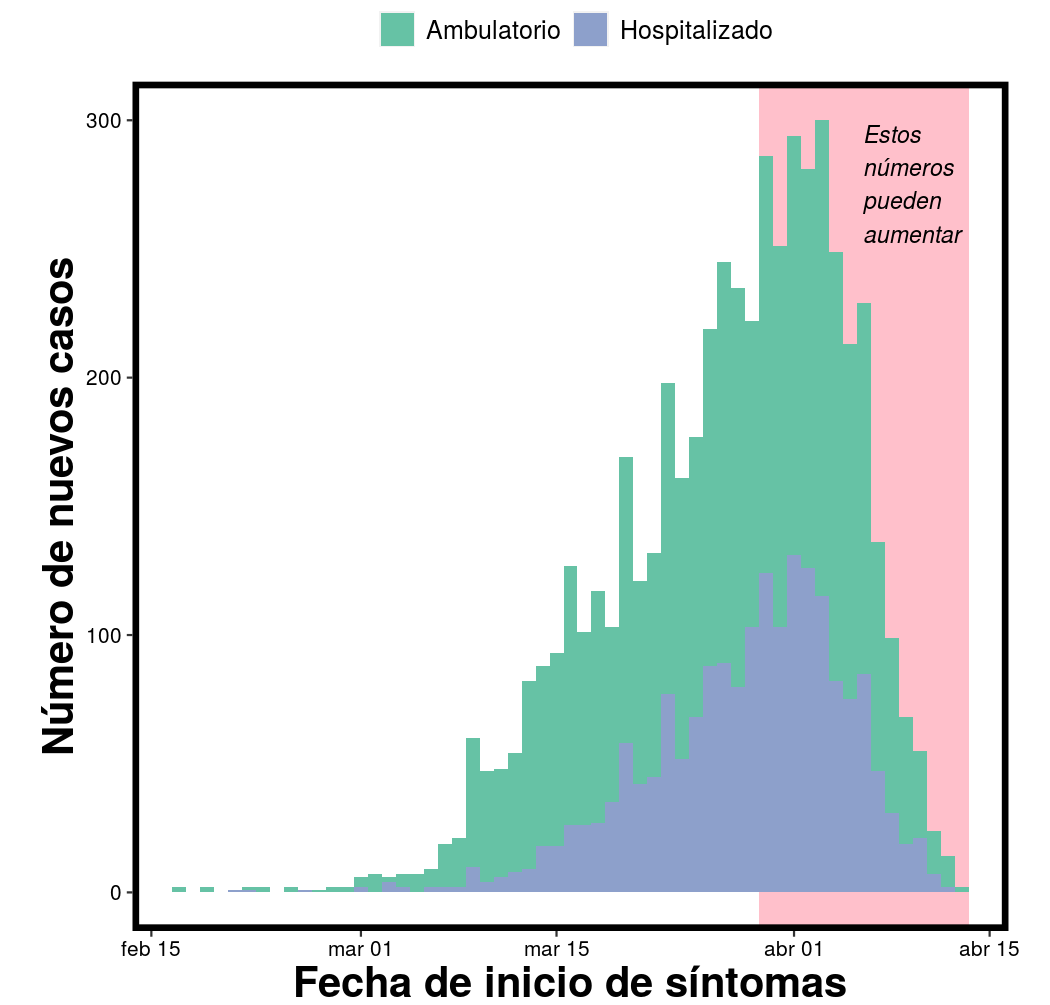 Ambulatorio Hospitalizado
300
200
100
0
Número de nuevos casos
Estos
números
pueden
aumentar
feb 15 mar 01 mar 15 abr 01 abr 15
Fecha de inicio de síntomas